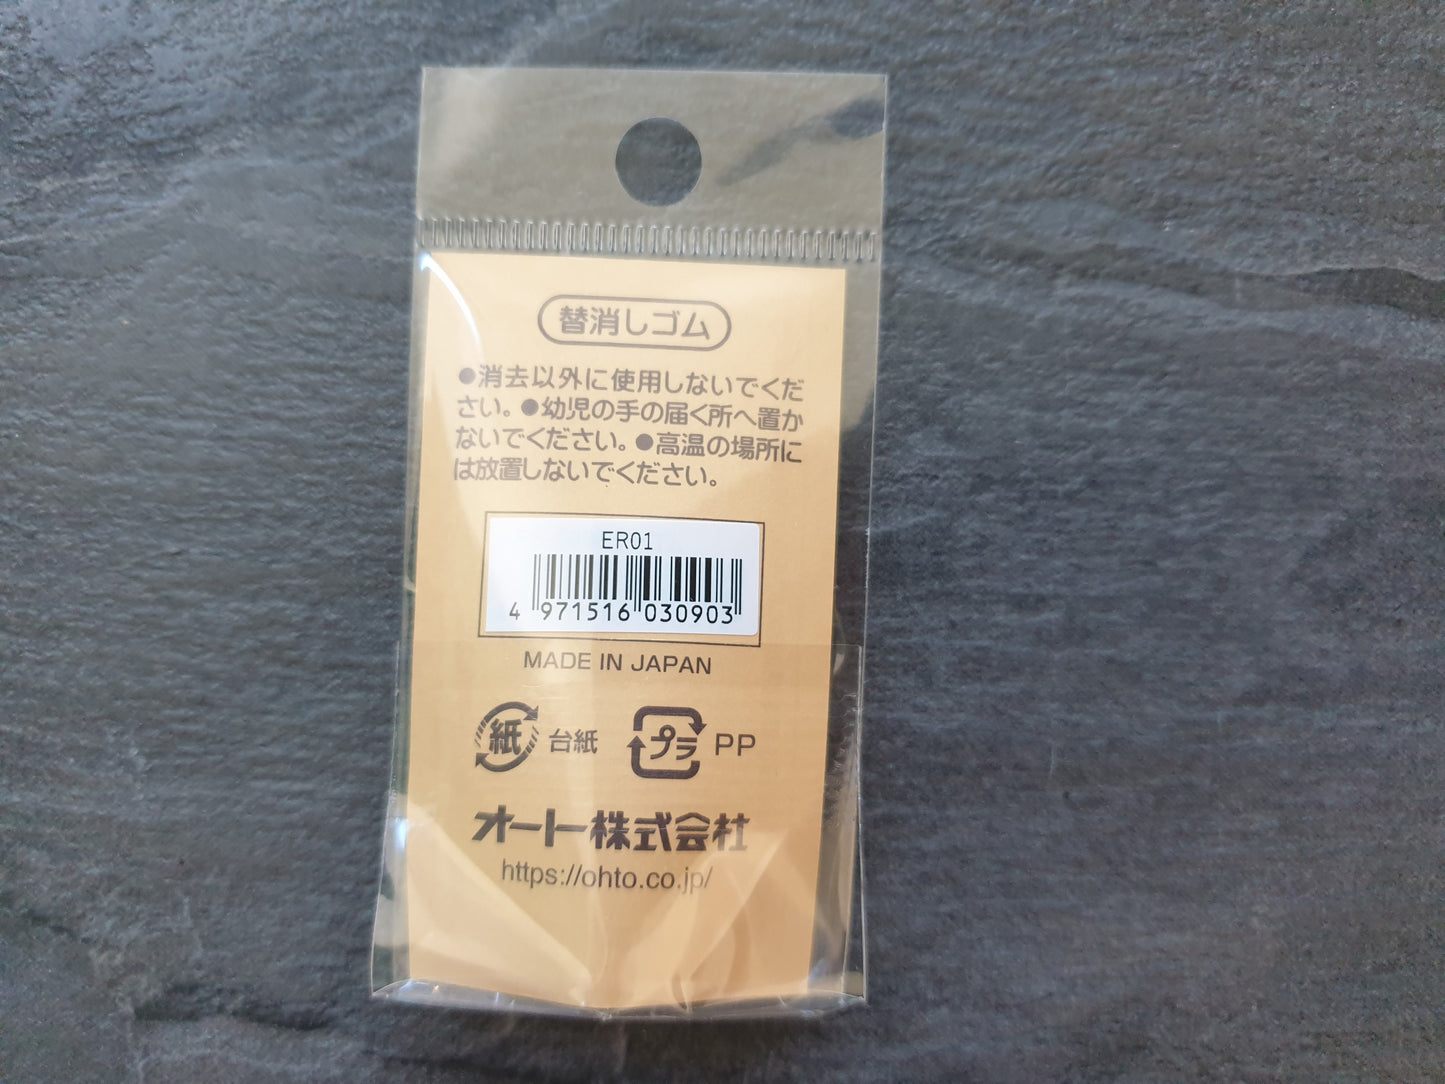 替消しゴム
●消去以外に使用しないでくだ
さい。●幼児の手の届く所へ置か
ないでください。●高温の場所に
は放置しないでください。
ER01
4 971516 030903
MADE IN JAPAN
紙 台紙 プラ PP
オート株式会社
https://ohto.co.jp/